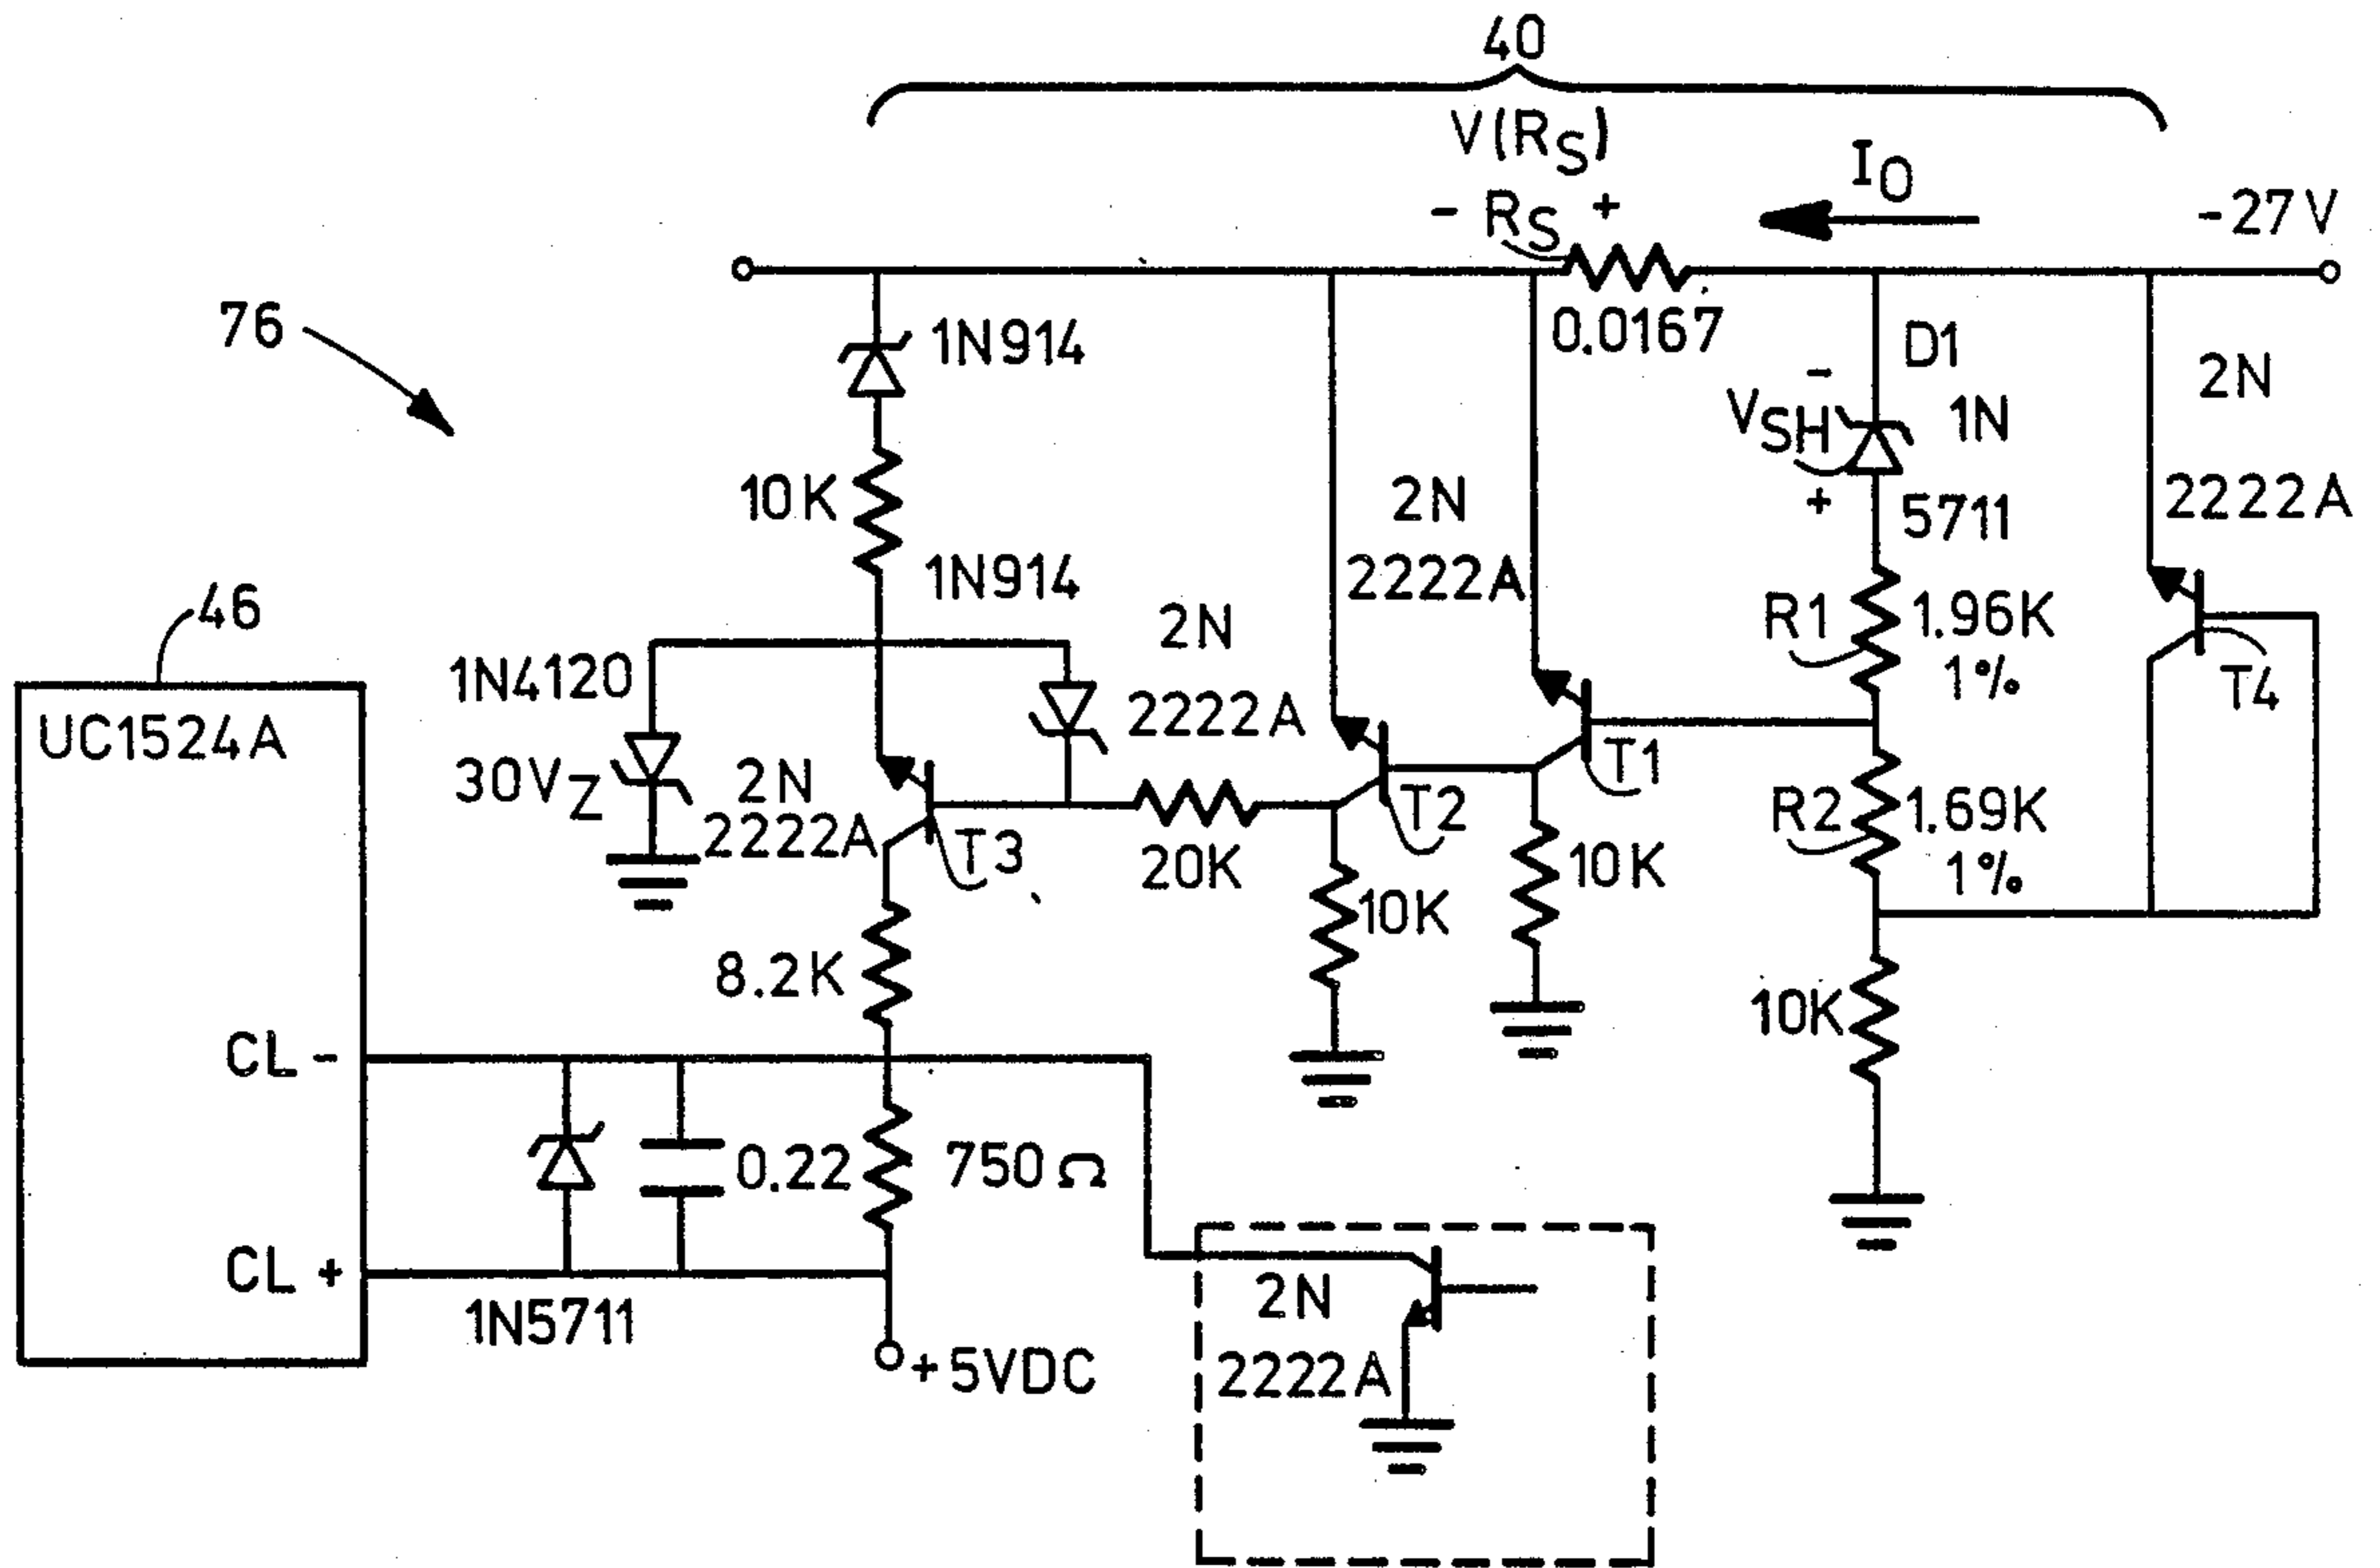 40
V(RS)
IO
- RS +
-27V
76
1N914
0.0167
D1
2N
-
VSH
1N
10K
2N
2222A
+
5711
2222A
1N914
46
2N
R1
1.96K
1%
T4
1N4120
2222A
UC1524A
30VZ
2N
2222A
T3
T2
T1
R2
1.69K
1%
20K
10K
10K
8.2K
10K
CL -
0.22
750Ω
CL +
1N5711
2N
2222A
+5VDC